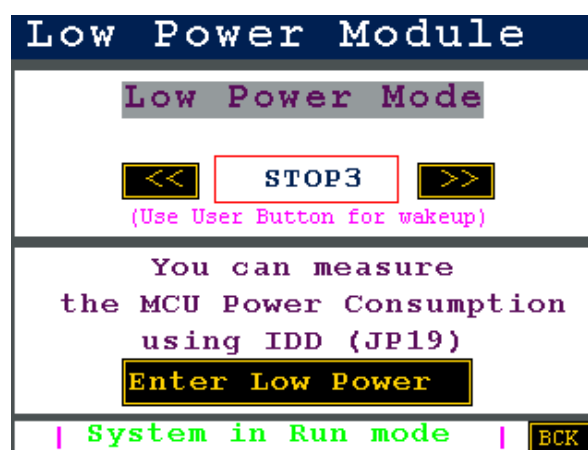 Low Power Module
Low Power Mode
<< STOP3 >>
(Use User Button for wakeup)
You can measure
the MCU Power Consumption
using IDD (JP19)
Enter Low Power
| System in Run mode | BCK